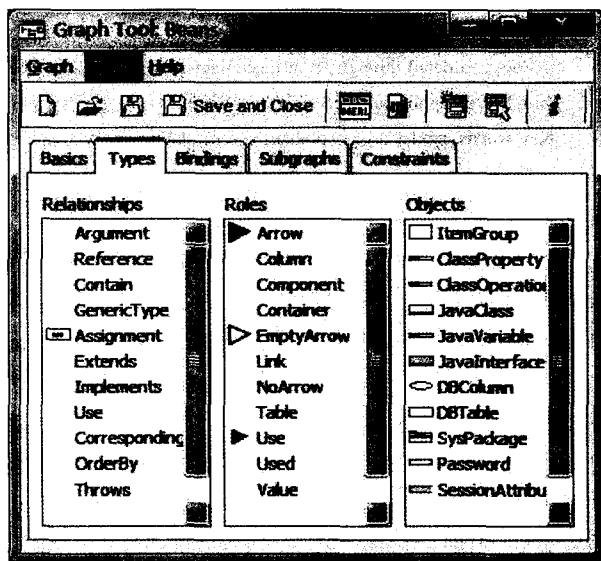 Graph Tool: Beans
Graph Help
Save and Close
Basics Types Bindings Subgraphs Constraints
Relationships Roles Objects
Argument Arrow ItemGroup
Reference Column ClassProperty
Contain Component ClassOperation
GenericType Container JavaClass
Assignment EmptyArrow JavaVariable
Extends Link JavaInterface
Implements NoArrow DBColumn
Use Table DBTable
Corresponding Use SysPackage
OrderBy Used Password
Throws Value SessionAttribu